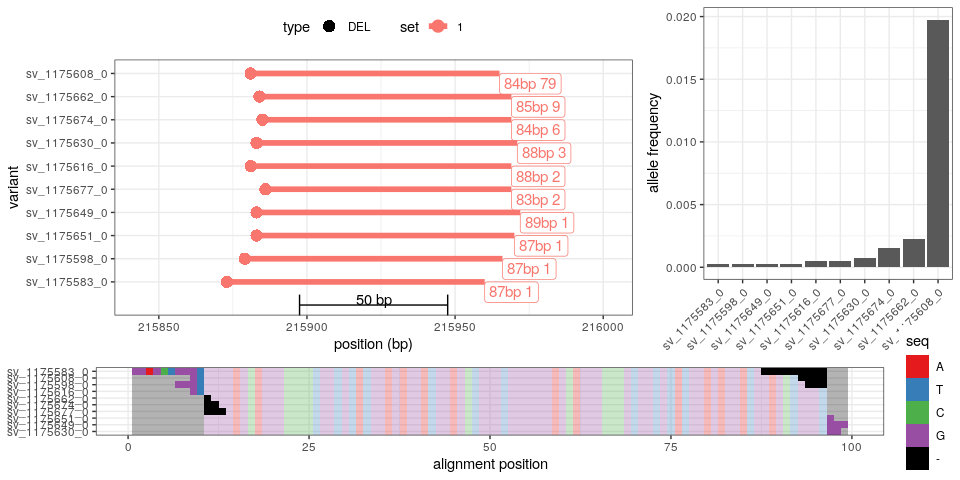 type DEL set 1
variant
sv_1175608_0
sv_1175662_0
sv_1175674_0
sv_1175630_0
sv_1175616_0
sv_1175677_0
sv_1175649_0
sv_1175651_0
sv_1175598_0
sv_1175583_0
84bp 79
85bp 9
84bp 6
88bp 3
88bp 2
83bp 2
89bp 1
87bp 1
87bp 1
87bp 1
50 bp
215850 215900 215950 216000
position (bp)
allele frequency
0.020
0.015
0.010
0.005
0.000
sv_1175583_0
sv_1175598_0
sv_1175649_0
sv_1175651_0
sv_1175616_0
sv_1175677_0
sv_1175630_0
sv_1175674_0
sv_1175662_0
75608_0
seq
A
T
C
G
-
sv_1175583_0
sv_1175630_0
0 25 50 75 100
alignment position